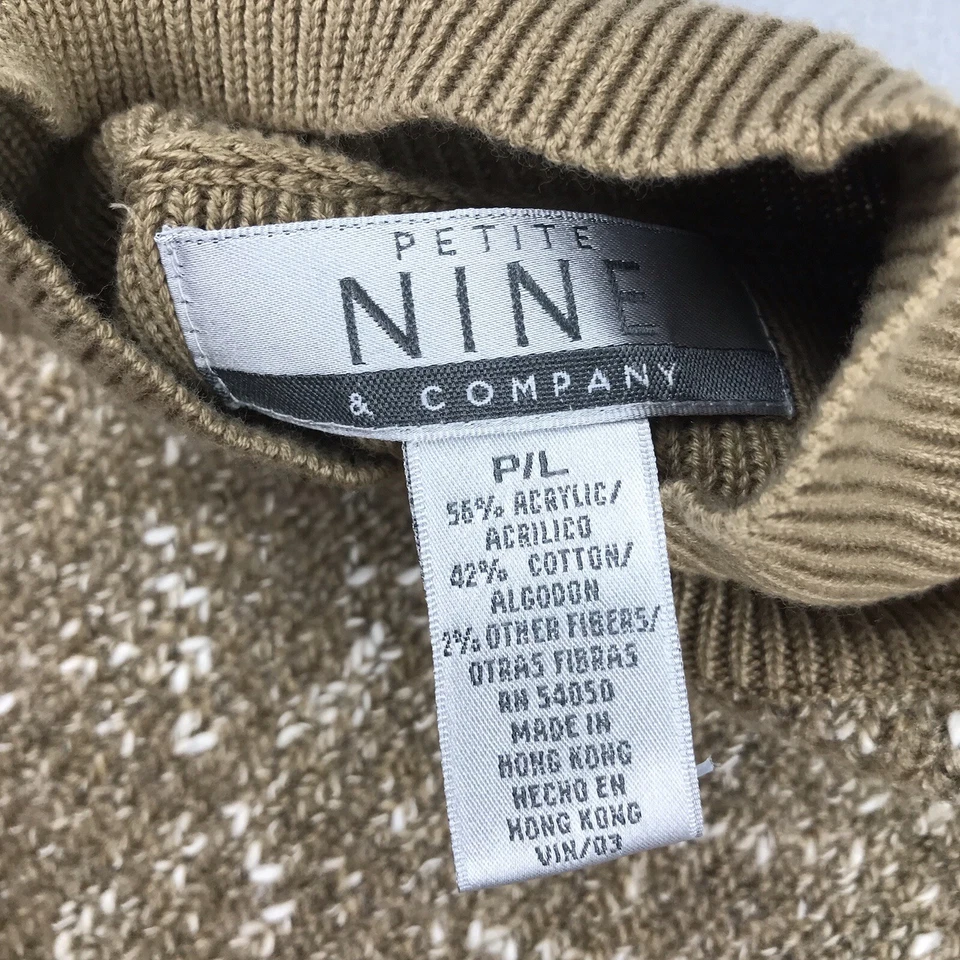 PETITE
NINE
& COMPANY
P/L
56% ACRYLIC/
ACRILICO
42% COTTON/
ALGODON
2% OTHER FIBERS/
OTRAS FIBRAS
RN 54050
MADE IN
HONG KONG
HECHO EN
HONG KONG
VIN/03